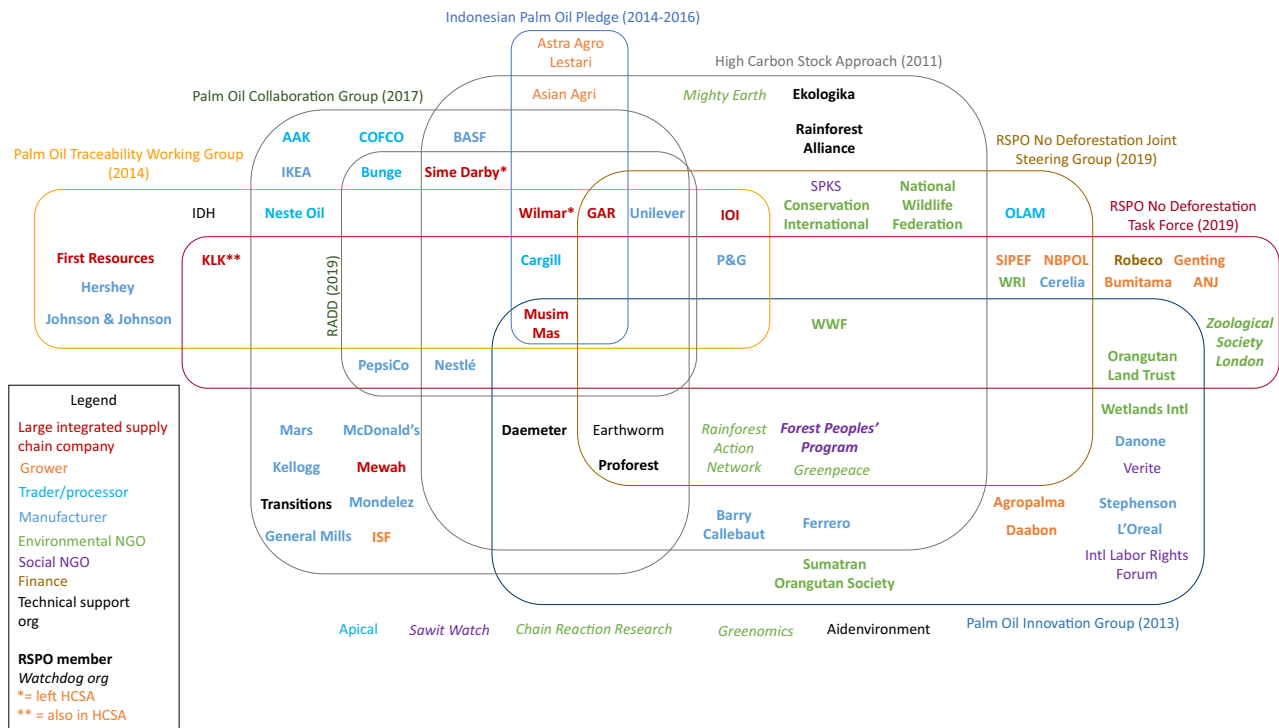 Indonesian Palm Oil Pledge (2014-2016)
Astra Agro
Lestari
High Carbon Stock Approach (2011)
Asian Agri
Mighty Earth
Ekologika
Palm Oil Collaboration Group (2017)
AAK
COFCO
BASF
Rainforest
Alliance
RSPO No Deforestation Joint
Steering Group (2019)
Palm Oil Traceability Working Group
(2014)
IKEA
Bunge
Sime Darby*
SPKS
Conservation
International
National
Wildlife
Federation
IDH
Neste Oil
Wilmar*
GAR
Unilever
IOI
OLAM
RSPO No Deforestation
Task Force (2019)
First Resources
KLK**
RADD (2019)
Cargill
P&G
SIPEF
NBPOL
WRI
Cerelia
Robeco
Genting
Bumitama
ANJ
Hershey
Johnson & Johnson
Musim
Mas
WWF
Zoological
Society
London
PepsiCo
Nestlé
Orangutan
Land Trust
Legend
Large integrated supply
chain company
Grower
Trader/processor
Manufacturer
Environmental NGO
Social NGO
Finance
Technical support
org
RSPO member
Watchdog org
*= left HCSA
** = also in HCSA
Mars
McDonald's
Daemeter
Earthworm
Rainforest
Action
Network
Forest Peoples'
Program
Wetlands Intl
Danone
Kellogg
Mewah
Proforest
Greenpeace
Verite
Transitions
Mondelez
Barry
Callebaut
Ferrero
Agropalma
Stephenson
General Mills
ISF
Daabon
L'Oreal
Sumatran
Orangutan Society
Intl Labor Rights
Forum
Apical
Sawit Watch
Chain Reaction Research
Greenomics
Aidenvironment
Palm Oil Innovation Group (2013)